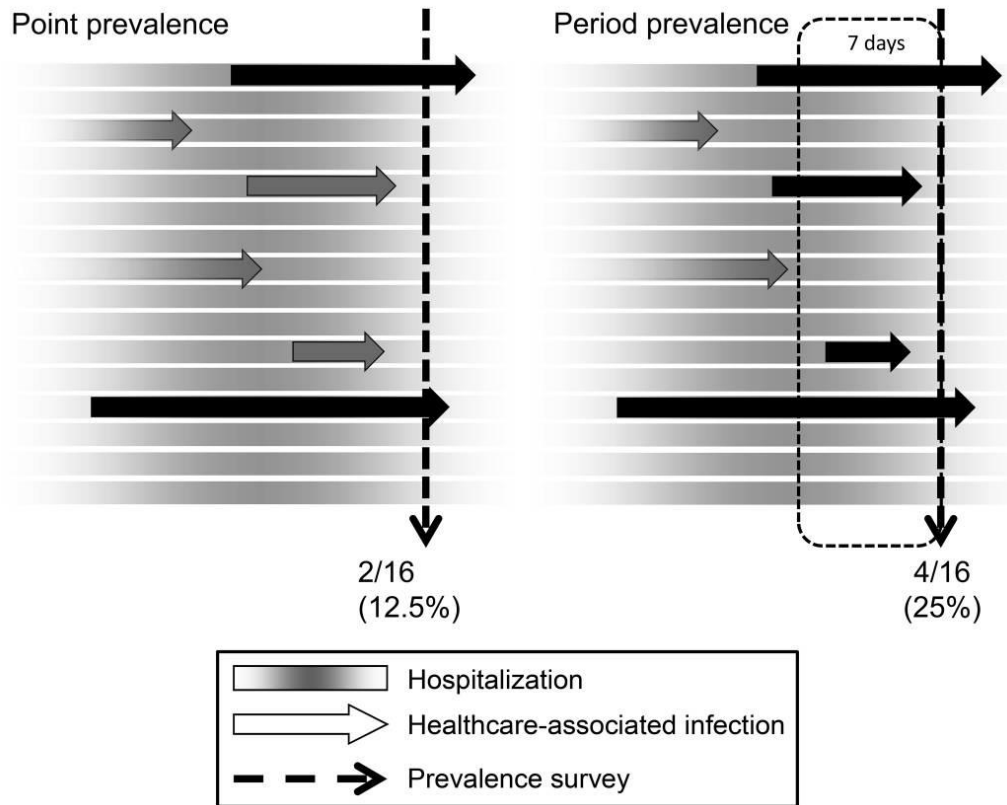 Point prevalence
Period prevalence
7 days
2/16
(12.5%)
4/16
(25%)
Hospitalization
Healthcare-associated infection
Prevalence survey